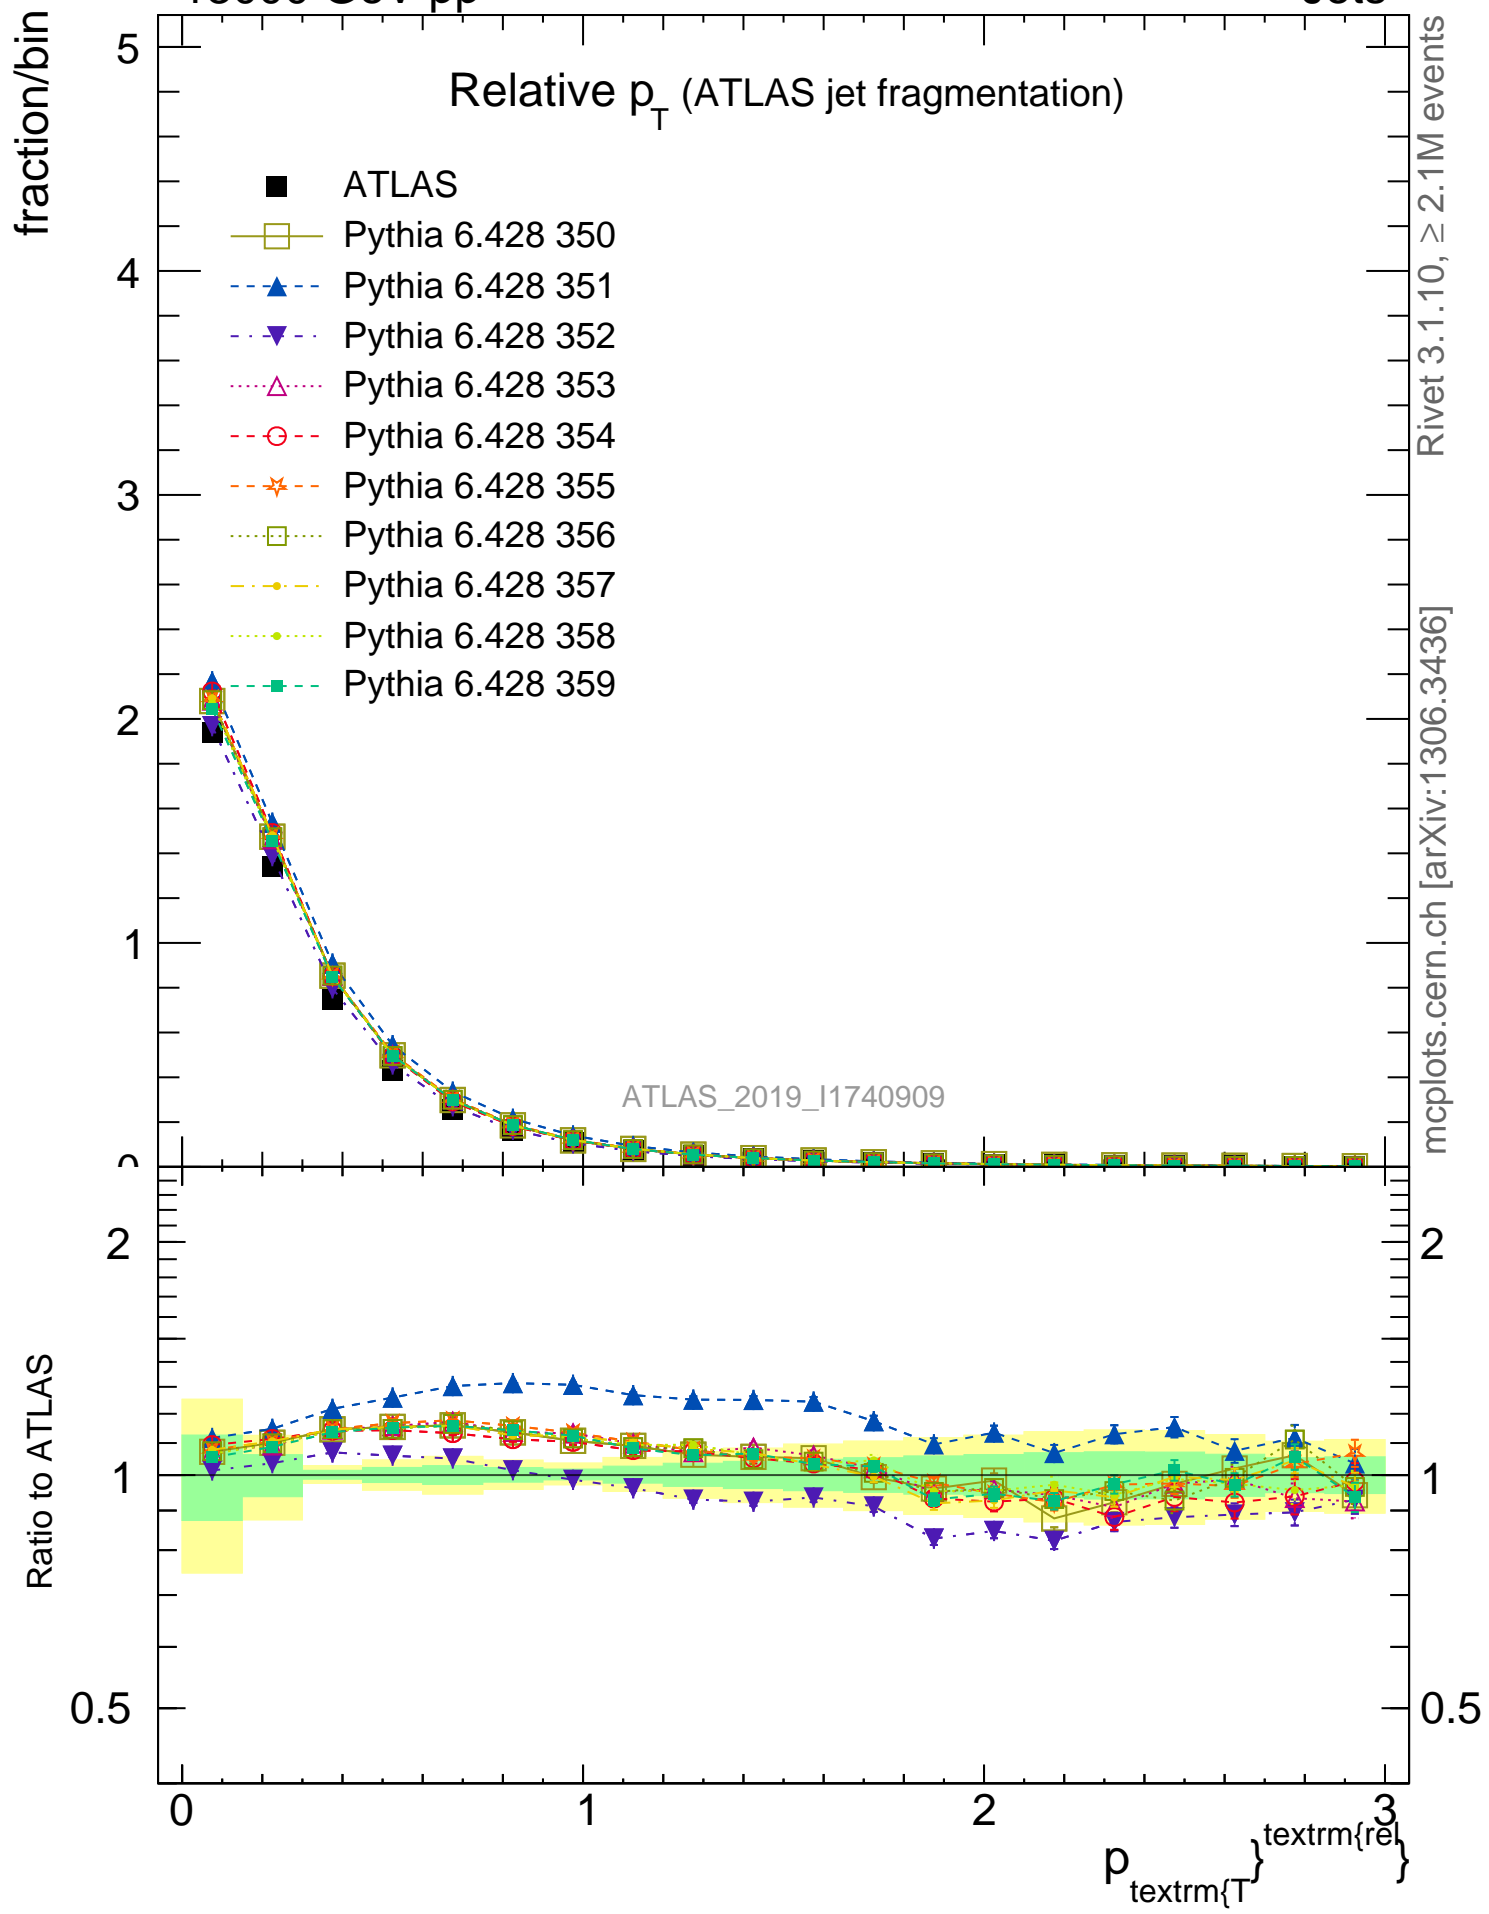 fraction/bin
5
4
3
2
1
Relative p_T (ATLAS jet fragmentation)
ATLAS
Pythia 6.428 350
Pythia 6.428 351
Pythia 6.428 352
Pythia 6.428 353
Pythia 6.428 354
Pythia 6.428 355
Pythia 6.428 356
Pythia 6.428 357
Pythia 6.428 358
Pythia 6.428 359
ATLAS_2019_I1740909
Rivet 3.1.10, ≥ 2.1M events
mcplots.cern.ch [arXiv:1306.3436]
Ratio to ATLAS
2
1
0.5
2
1
0.5
0 1 2 3
p_textrm{T}^textrm{rel}